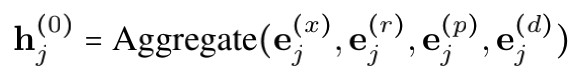 h_j^{(0)} = Aggregate(e_j^{(x)}, e_j^{(r)}, e_j^{(p)}, e_j^{(d)})